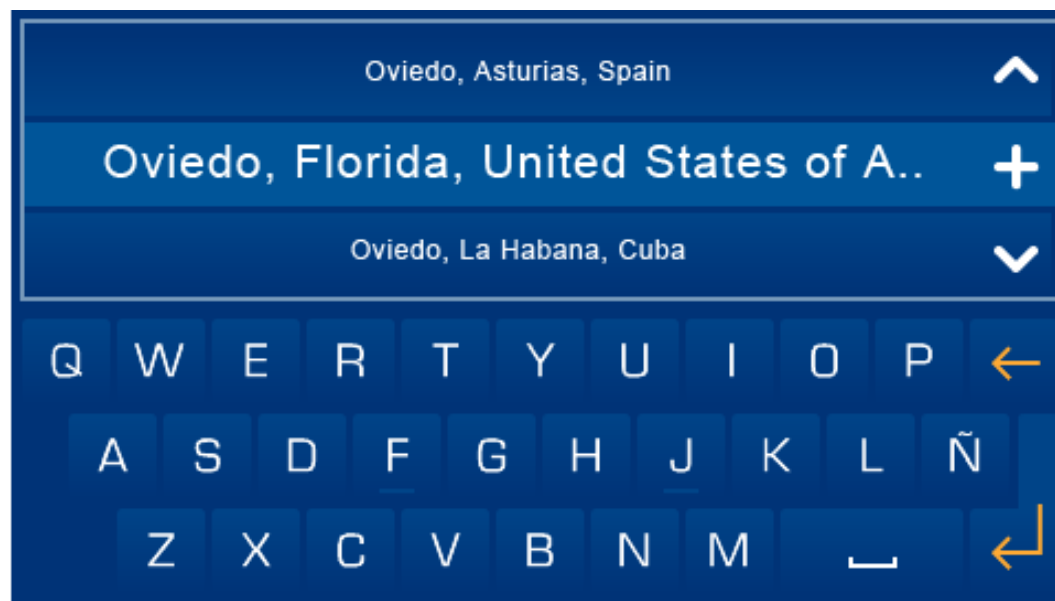 Oviedo, Asturias, Spain
Oviedo, Florida, United States of A..
Oviedo, La Habana, Cuba
Q W E R T Y U I O P
A S D F G H J K L Ñ
Z X C V B N M